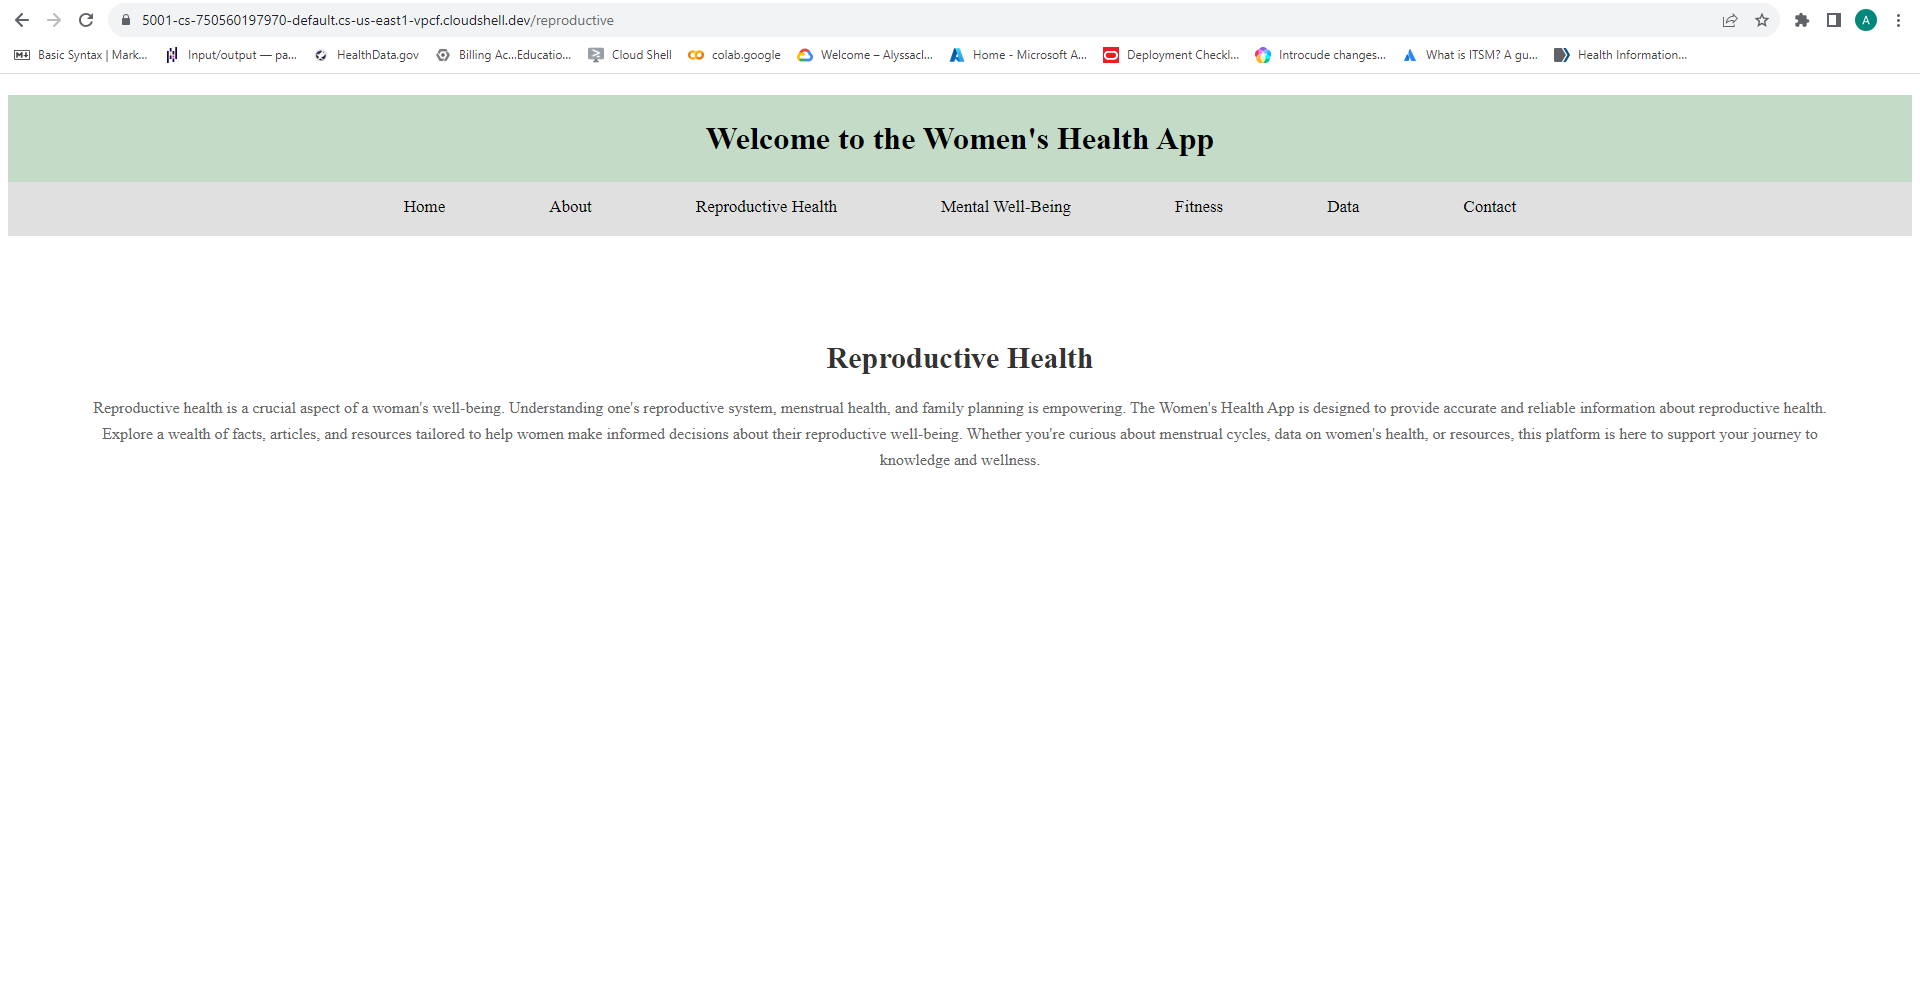 5001-cs-750560197970-default.cs-us-east1-vpcf.cloudshell.dev/reproductive
A
Basic Syntax | Mark... Input/output — pa... HealthData.gov Billing Ac...Educatio... Cloud Shell colab.google Welcome – Alyssacl... Home - Microsoft A... Deployment Checkl... Introcude changes... What is ITSM? A gu... Health Information...
Welcome to the Women's Health App
Home About Reproductive Health Mental Well-Being Fitness Data Contact
Reproductive Health
Reproductive health is a crucial aspect of a woman's well-being. Understanding one's reproductive system, menstrual health, and family planning is empowering. The Women's Health App is designed to provide accurate and reliable information about reproductive health.
Explore a wealth of facts, articles, and resources tailored to help women make informed decisions about their reproductive well-being. Whether you're curious about menstrual cycles, data on women's health, or resources, this platform is here to support your journey to
knowledge and wellness.